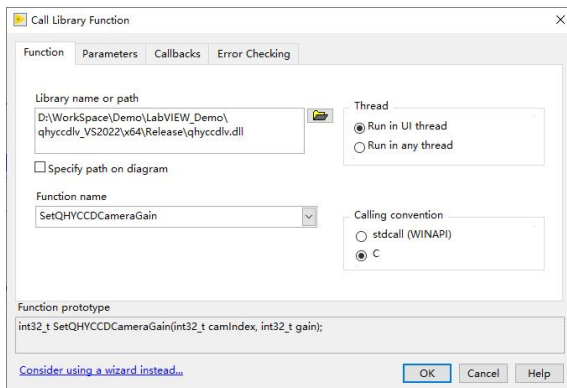 Call Library Function
Function
Parameters
Callbacks
Error Checking
Library name or path
D:\WorkSpace\Demo\LabVIEW_Demo\
qhyccdlv_VS2022\x64\Release\qhyccdlv.dll
Specify path on diagram
Thread
Run in UI thread
Run in any thread
Function name
SetQHYCCDCameraGain
Calling convention
stdcall (WINAPI)
C
Function prototype
int32_t SetQHYCCDCameraGain(int32_t camIndex, int32_t gain);
Consider using a wizard instead...
OK
Cancel
Help